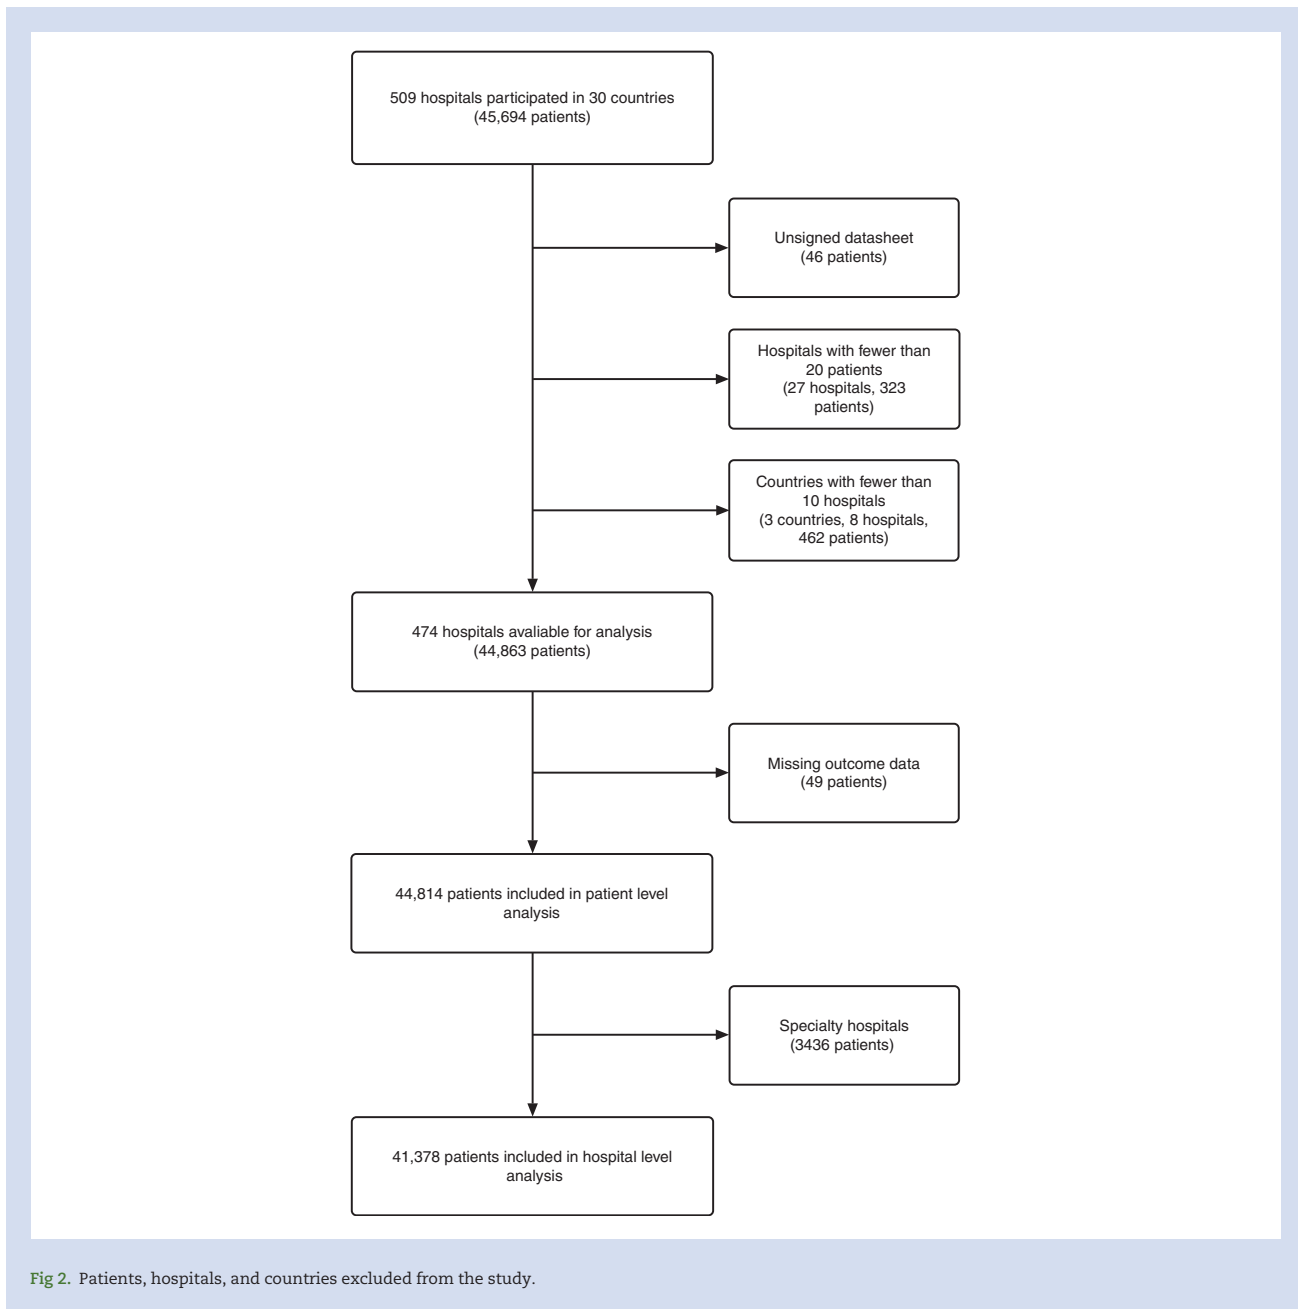 509 hospitals participated in 30 countries
(45,694 patients)
Unsigned datasheet
(46 patients)
Hospitals with fewer than
20 patients
(27 hospitals, 323
patients)
Countries with fewer than
10 hospitals
(3 countries, 8 hospitals,
462 patients)
474 hospitals avaliable for analysis
(44,863 patients)
Missing outcome data
(49 patients)
44,814 patients included in patient level
analysis
Specialty hospitals
(3436 patients)
41,378 patients included in hospital level
analysis
Fig 2. Patients, hospitals, and countries excluded from the study.